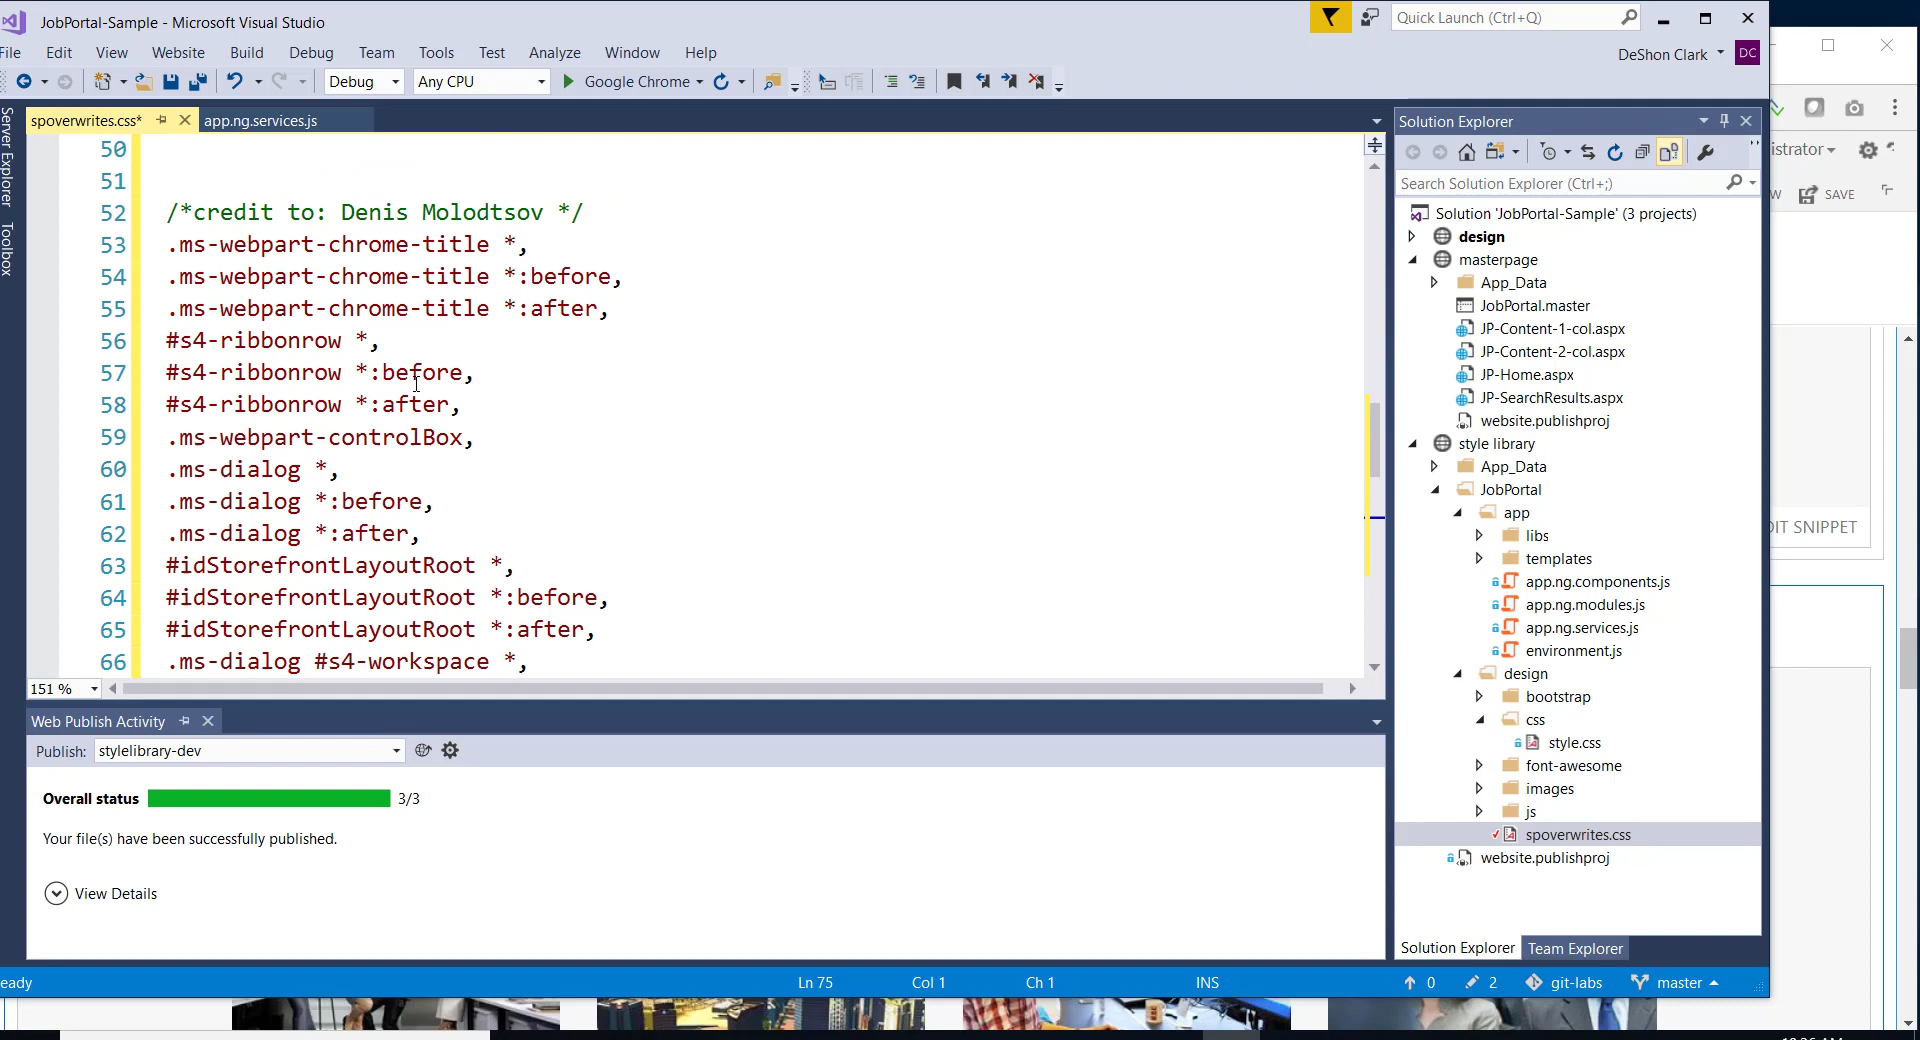 JobPortal-Sample - Microsoft Visual Studio
Quick Launch (Ctrl+Q)
File Edit View Website Build Debug Team Tools Test Analyze Window Help
DeShon Clark
DC
Debug
Any CPU
Google Chrome
Server Explorer
Toolbox
spoverwrites.css*
app.ng.services.js
50
51
52 /*credit to: Denis Molodtsov */
53 .ms-webpart-chrome-title *,
54 .ms-webpart-chrome-title *:before,
55 .ms-webpart-chrome-title *:after,
56 #s4-ribbonrow *,
57 #s4-ribbonrow *:before,
58 #s4-ribbonrow *:after,
59 .ms-webpart-controlBox,
60 .ms-dialog *,
61 .ms-dialog *:before,
62 .ms-dialog *:after,
63 #idStorefrontLayoutRoot *,
64 #idStorefrontLayoutRoot *:before,
65 #idStorefrontLayoutRoot *:after,
66 .ms-dialog #s4-workspace *,
151 %
Web Publish Activity
Publish: stylelibrary-dev
Overall status 3/3
Your file(s) have been successfully published.
View Details
Solution Explorer
Search Solution Explorer (Ctrl+;)
Solution 'JobPortal-Sample' (3 projects)
design
masterpage
App_Data
JobPortal.master
JP-Content-1-col.aspx
JP-Content-2-col.aspx
JP-Home.aspx
JP-SearchResults.aspx
website.publishproj
style library
App_Data
JobPortal
app
libs
templates
app.ng.components.js
app.ng.modules.js
app.ng.services.js
environment.js
design
bootstrap
css
style.css
font-awesome
images
js
spoverwrites.css
website.publishproj
Solution Explorer Team Explorer
eady
Ln 75
Col 1
Ch 1
INS
0
2
git-labs
master
istrator
W
SAVE
DIT SNIPPET